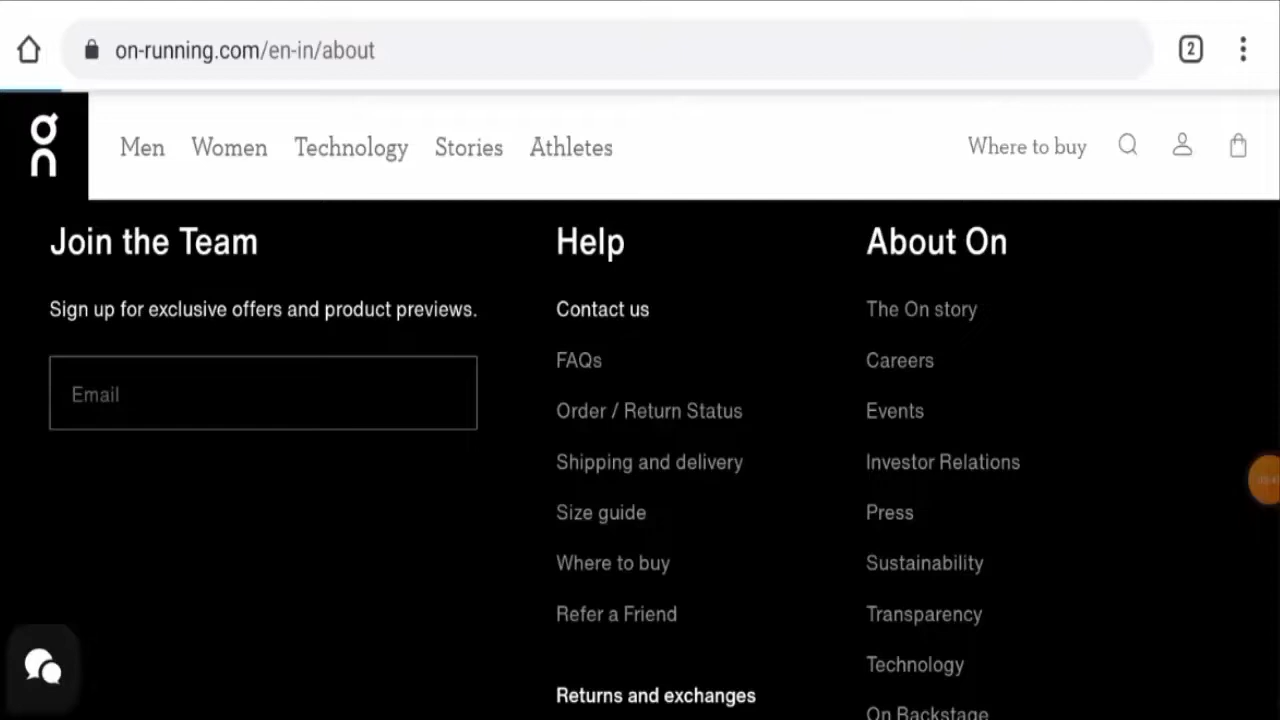 on-running.com/en-in/about
2
on
Men Women Technology Stories Athletes Where to buy
Join the Team
Sign up for exclusive offers and product previews.
Email
Help
Contact us
FAQs
Order / Return Status
Shipping and delivery
Size guide
Where to buy
Refer a Friend
Returns and exchanges
About On
The On story
Careers
Events
Investor Relations
Press
Sustainability
Transparency
Technology
On Backstage